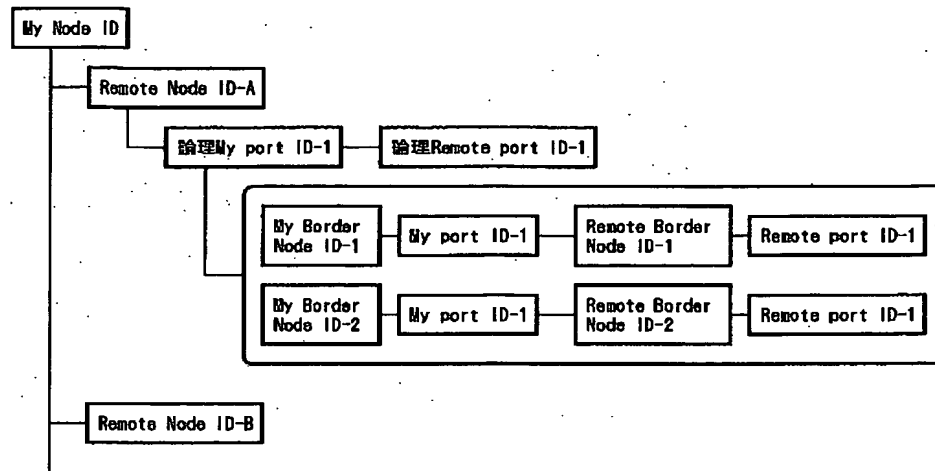 My Node ID
Remote Node ID-A
論理My port ID-1
論理Remote port ID-1
My Border
Node ID-1
My port ID-1
Remote Border
Node ID-1
Remote port ID-1
My Border
Node ID-2
My port ID-1
Remote Border
Node ID-2
Remote port ID-1
Remote Node ID-B